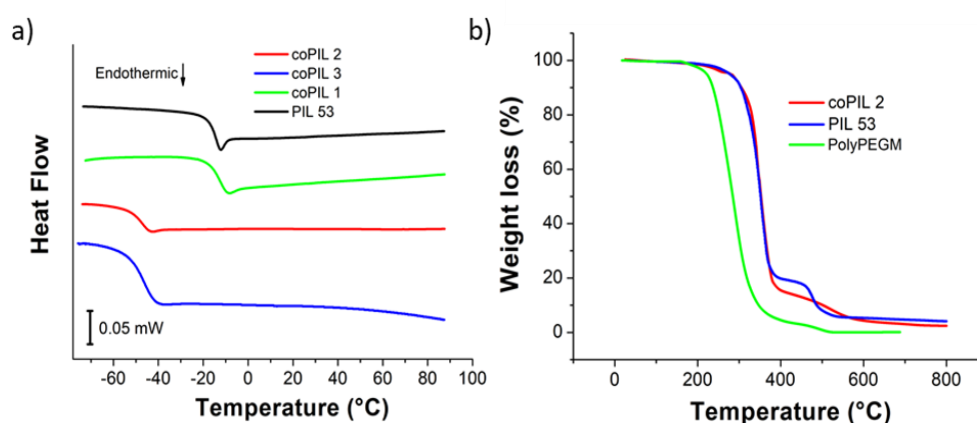 a)
coPIL 2
coPIL 3
coPIL 1
PIL 53
Endothermic
Heat Flow
0.05 mW
-60 -40 -20 0 20 40 60 80 100
Temperature (°C)
b)
coPIL 2
PIL 53
PolyPEGM
Weight loss (%)
100
80
60
40
20
0
0 200 400 600 800
Temperature (°C)